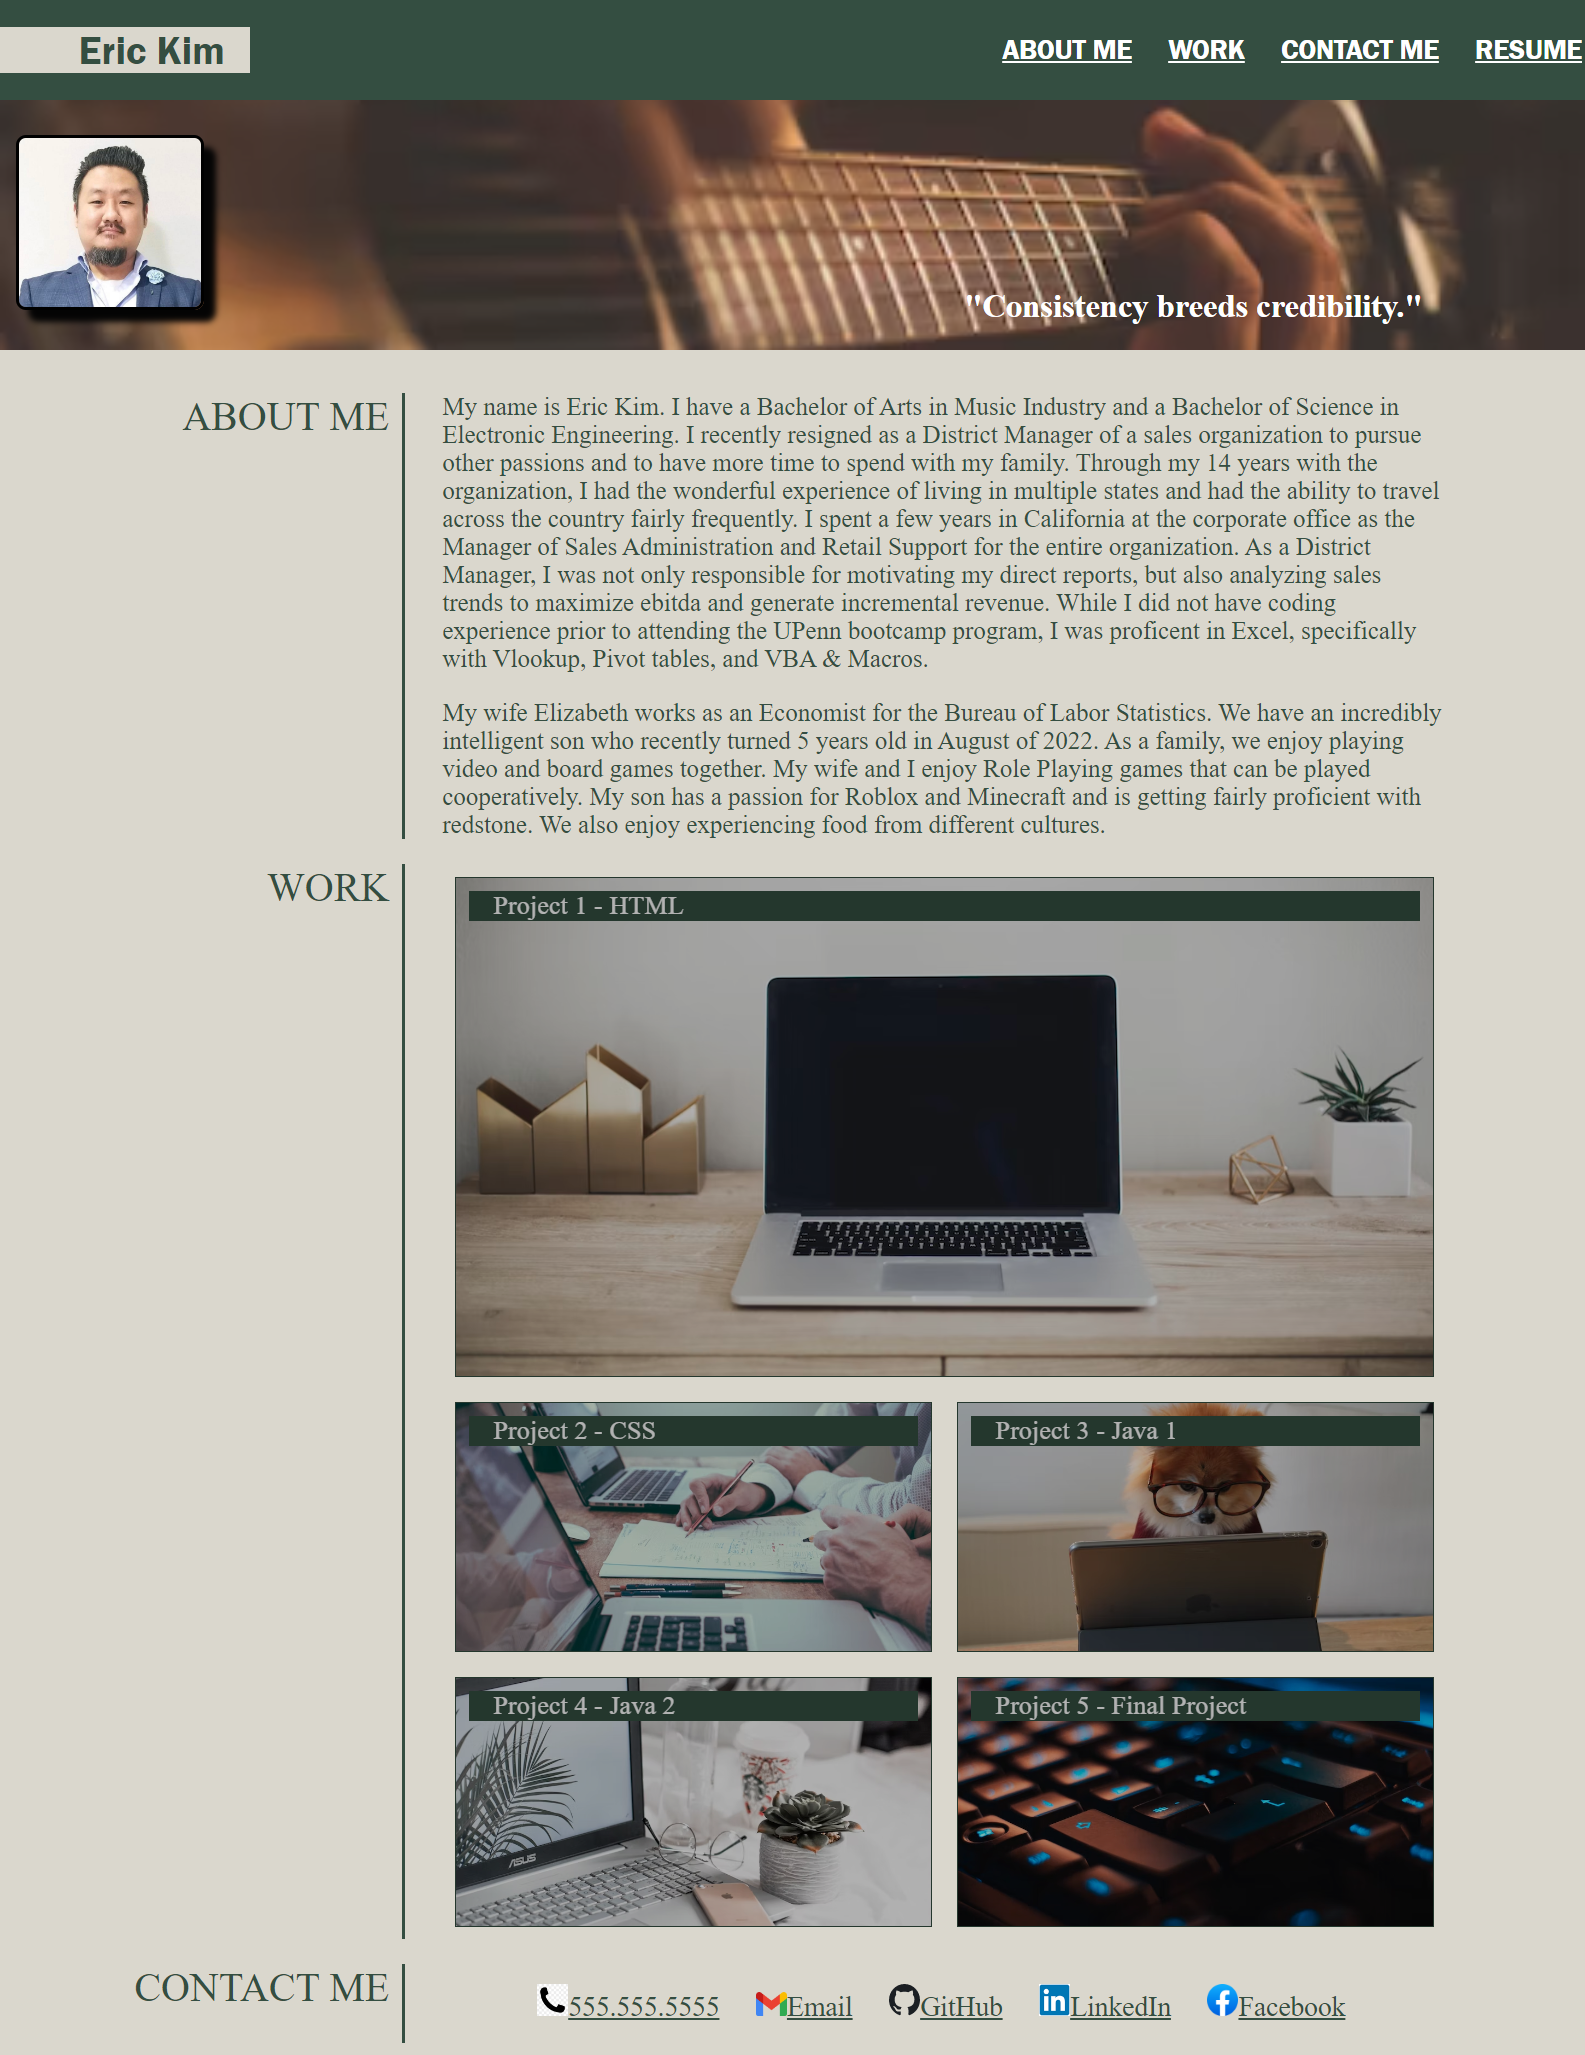 Eric Kim
ABOUT ME WORK CONTACT ME RESUME
"Consistency breeds credibility."
ABOUT ME
My name is Eric Kim. I have a Bachelor of Arts in Music Industry and a Bachelor of Science in
Electronic Engineering. I recently resigned as a District Manager of a sales organization to pursue
other passions and to have more time to spend with my family. Through my 14 years with the
organization, I had the wonderful experience of living in multiple states and had the ability to travel
across the country fairly frequently. I spent a few years in California at the corporate office as the
Manager of Sales Administration and Retail Support for the entire organization. As a District
Manager, I was not only responsible for motivating my direct reports, but also analyzing sales
trends to maximize ebitda and generate incremental revenue. While I did not have coding
experience prior to attending the UPenn bootcamp program, I was proficent in Excel, specifically
with Vlookup, Pivot tables, and VBA & Macros.
My wife Elizabeth works as an Economist for the Bureau of Labor Statistics. We have an incredibly
intelligent son who recently turned 5 years old in August of 2022. As a family, we enjoy playing
video and board games together. My wife and I enjoy Role Playing games that can be played
cooperatively. My son has a passion for Roblox and Minecraft and is getting fairly proficient with
redstone. We also enjoy experiencing food from different cultures.
WORK
Project 1 - HTML
Project 2 - CSS
Project 3 - Java 1
Project 4 - Java 2
ASUS
Project 5 - Final Project
CONTACT ME
555.555.5555 Email GitHub LinkedIn Facebook